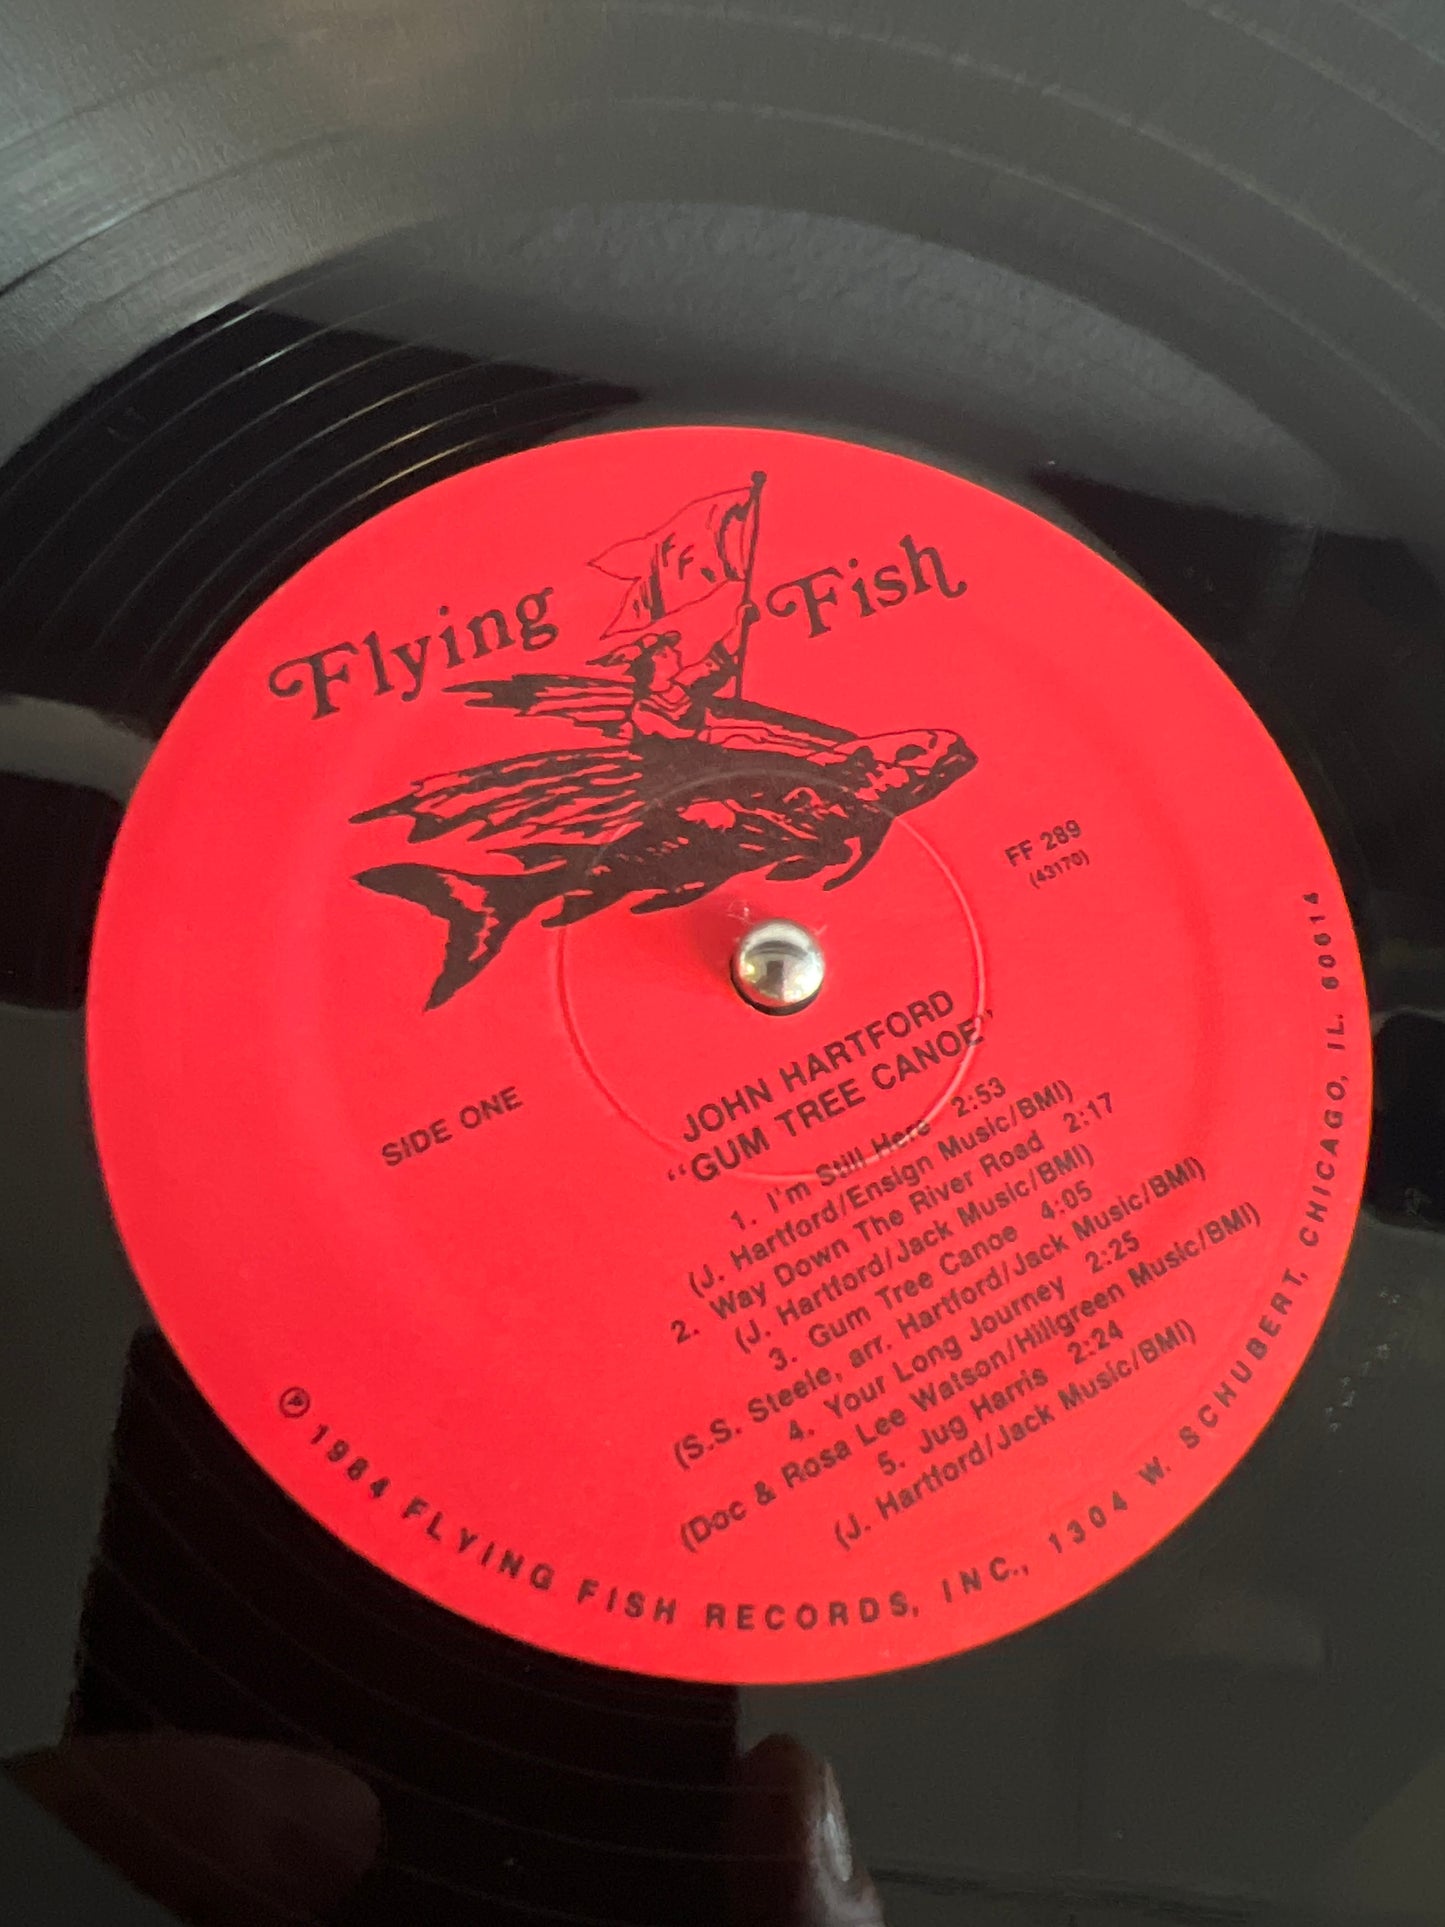 Flying Fish
FF
FF 289
(43170)
SIDE ONE
JOHN HARTFORD
“GUM TREE CANOE”
1. I'm Still Here 2:53
(J. Hartford/Ensign Music/BMI)
2. Way Down The River Road 2:17
(J. Hartford/Jack Music/BMI)
3. Gum Tree Canoe 4:05
(S.S. Steele, arr. Hartford/Jack Music/BMI)
4. Your Long Journey 2:25
(Doc & Rosa Lee Watson/Hillgreen Music/BMI)
5. Jug Harris 2:24
(J. Hartford/Jack Music/BMI)
℗ 1984 FLYING FISH RECORDS, INC., 1304 W. SCHUBERT, CHICAGO, IL. 60614